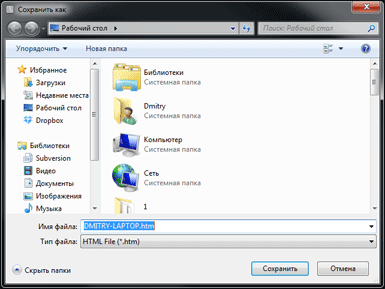 Сохранить как
Рабочий стол
Поиск: Рабочий стол
Упорядочить
Новая папка
Избранное
Загрузки
Недавние места
Рабочий стол
Dropbox
Библиотеки
Subversion
Видео
Документы
Изображения
Музыка
Библиотеки
Системная папка
Dmitry
Системная папка
Компьютер
Системная папка
Сеть
Системная папка
1
Имя файла: DMITRY-LAPTOP.htm
Тип файла: HTML File (*.htm)
Скрыть папки
Сохранить
Отмена